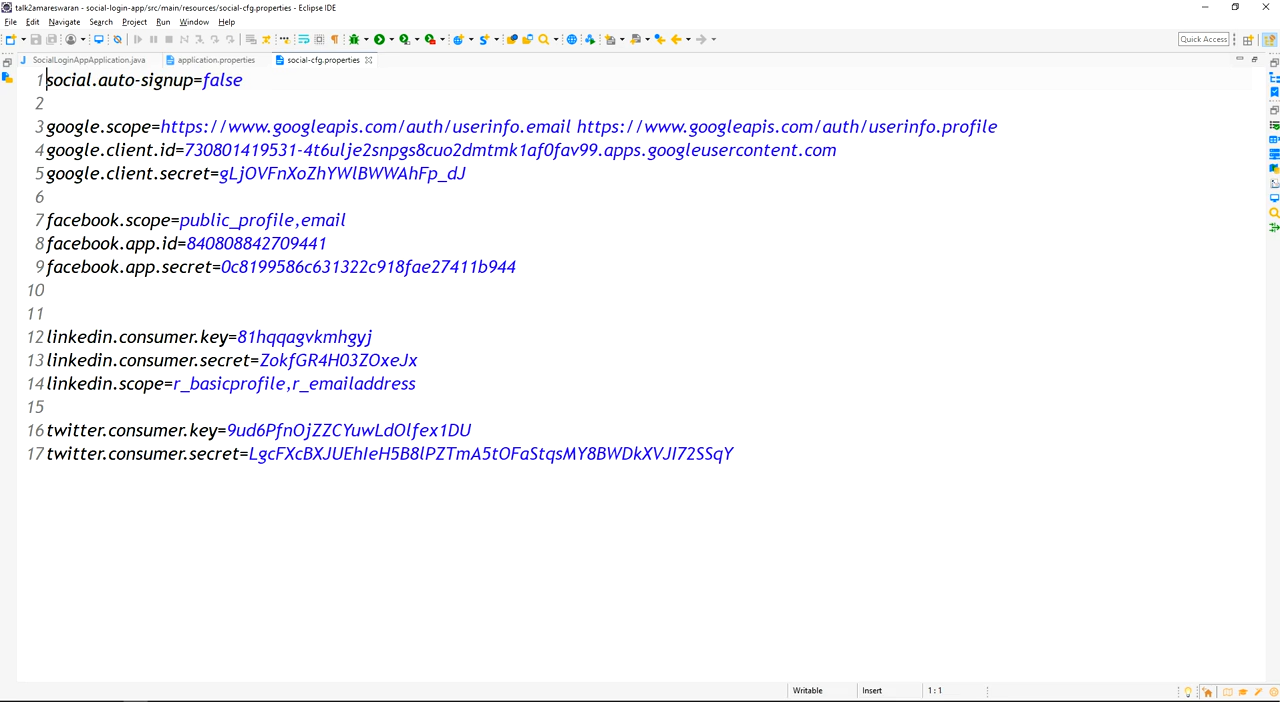 talk2amareswaran - social-login-app/src/main/resources/social-cfg.properties - Eclipse IDE
File Edit Navigate Search Project Run Window Help
Quick Access
SocialLoginAppApplication.java application.properties social-cfg.properties
1 social.auto-signup=false
2
3 google.scope=https://www.googleapis.com/auth/userinfo.email https://www.googleapis.com/auth/userinfo.profile
4 google.client.id=730801419531-4t6ulje2snpgs8cuo2dmtmk1af0fav99.apps.googleusercontent.com
5 google.client.secret=gLjOVFnXoZhYWlBWWAhFp_dJ
6
7 facebook.scope=public_profile,email
8 facebook.app.id=840808842709441
9 facebook.app.secret=0c8199586c631322c918fae27411b944
10
11
12 linkedin.consumer.key=81hqqagvkmhgyj
13 linkedin.consumer.secret=ZokfGR4H03ZOxeJx
14 linkedin.scope=r_basicprofile,r_emailaddress
15
16 twitter.consumer.key=9ud6PfnOjZZCYuwLdOlfex1DU
17 twitter.consumer.secret=LgcFXcBXJUEhIeH5B8lPZTmA5tOFaStqsMY8BWDkXVJI72SSqY
Writable Insert 1 : 1